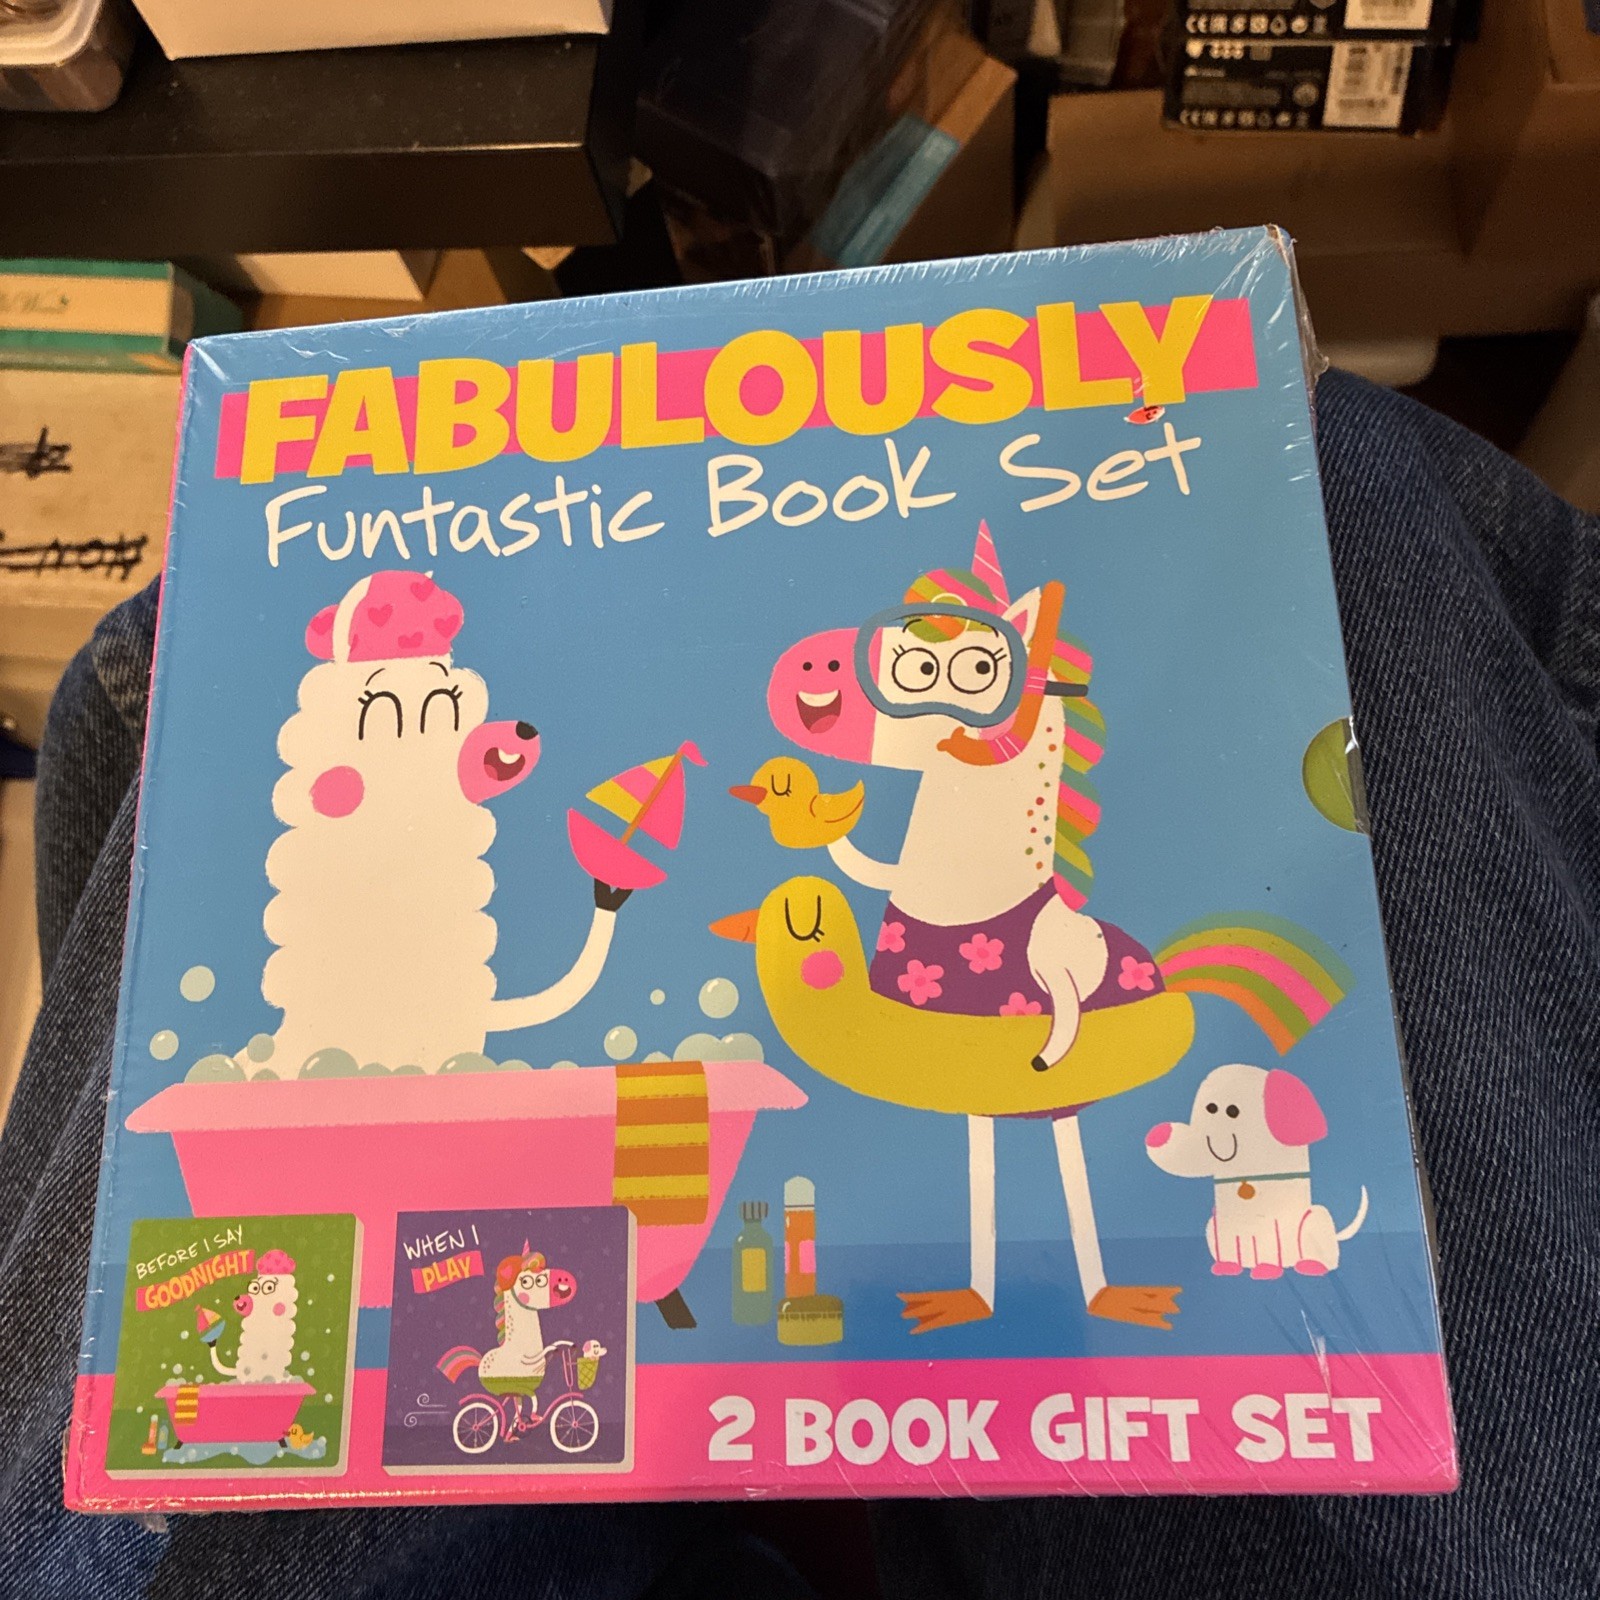 FABULOUSLY
Funtastic Book Set
BEFORE I SAY
GOODNIGHT
WHEN I
PLAY
2 BOOK GIFT SET